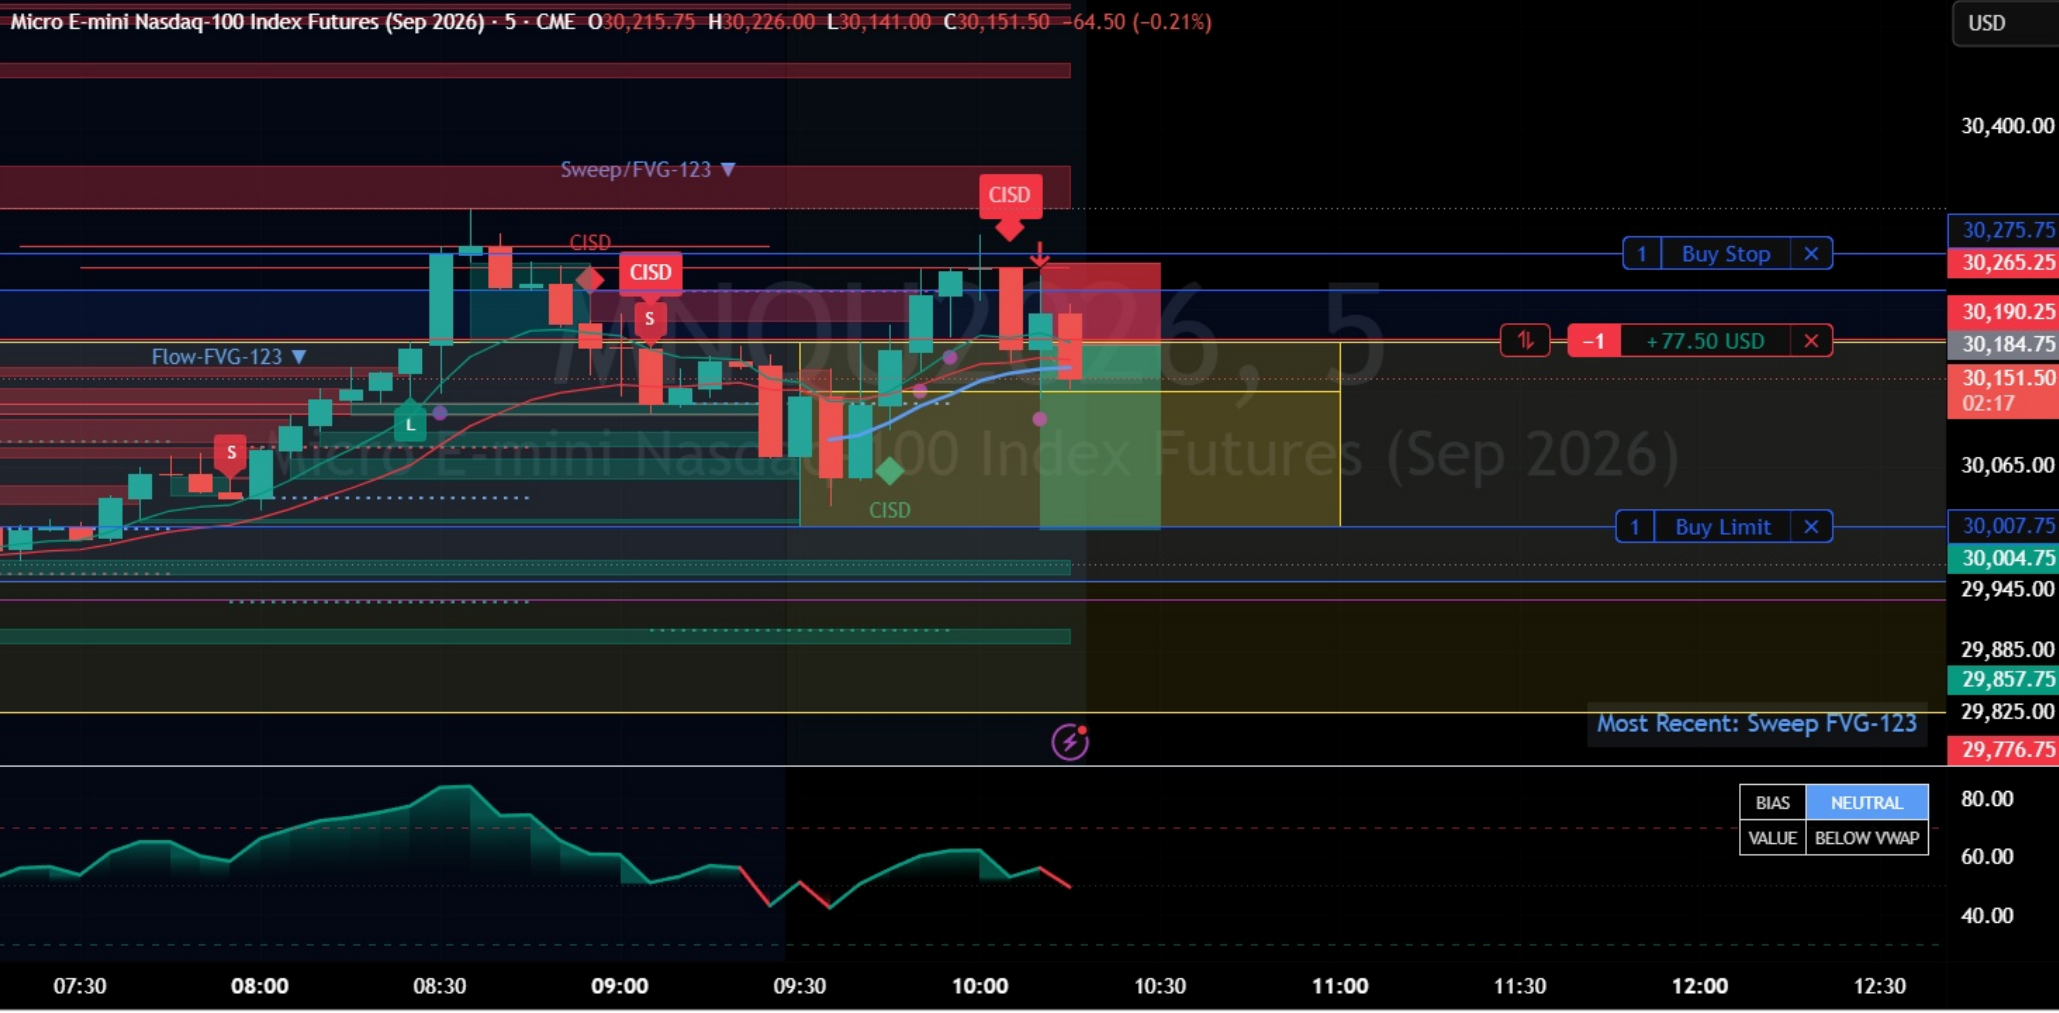 Micro E-mini Nasdaq-100 Index Futures (Sep 2026) · 5 · CME O30,215.75 H30,226.00 L30,141.00 C30,151.50 −64.50 (−0.21%)
USD
30,400.00
Sweep/FVG-123 ▼
CISD
30,275.75
CISD
1 Buy Stop ×
30,265.25
CISD
MNQU2026, 5
30,190.25
S
−1 +77.50 USD ×
30,184.75
Flow-FVG-123 ▼
30,151.50
02:17
L
S
Micro E-mini Nasdaq-100 Index Futures (Sep 2026)
30,065.00
CISD
1 Buy Limit ×
30,007.75
30,004.75
29,945.00
29,885.00
29,857.75
29,825.00
Most Recent: Sweep FVG-123
29,776.75
BIAS NEUTRAL
80.00
VALUE BELOW VWAP
60.00
40.00
07:30 08:00 08:30 09:00 09:30 10:00 10:30 11:00 11:30 12:00 12:30